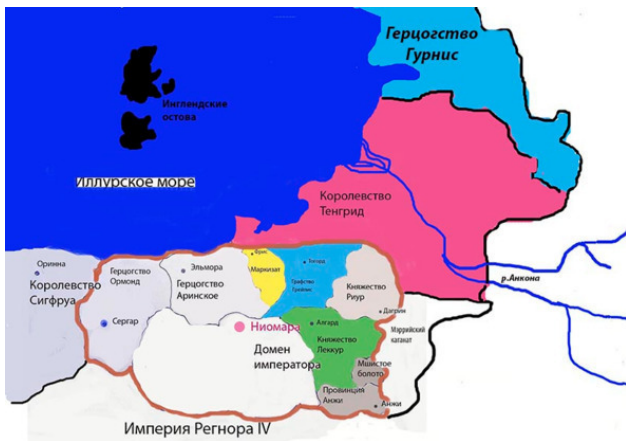 Герцогство
Гурнис
Инглендские
остова
Иллурское море
Королевство
Тенгрид
Оринна
Королевство
Сигфруа
Герцогство
Ормонд
Сергар
Эльмора
Герцогство
Аринское
Маркизат
Графство
Княжество
Риур
р.Анкона
Дагрин
Ниомара
Алгард
Княжество
Леккур
Домен
императора
Маррийский
каганат
Мшистое
болото
Провинция
Анжи
Анжи
Империя Регнора IV